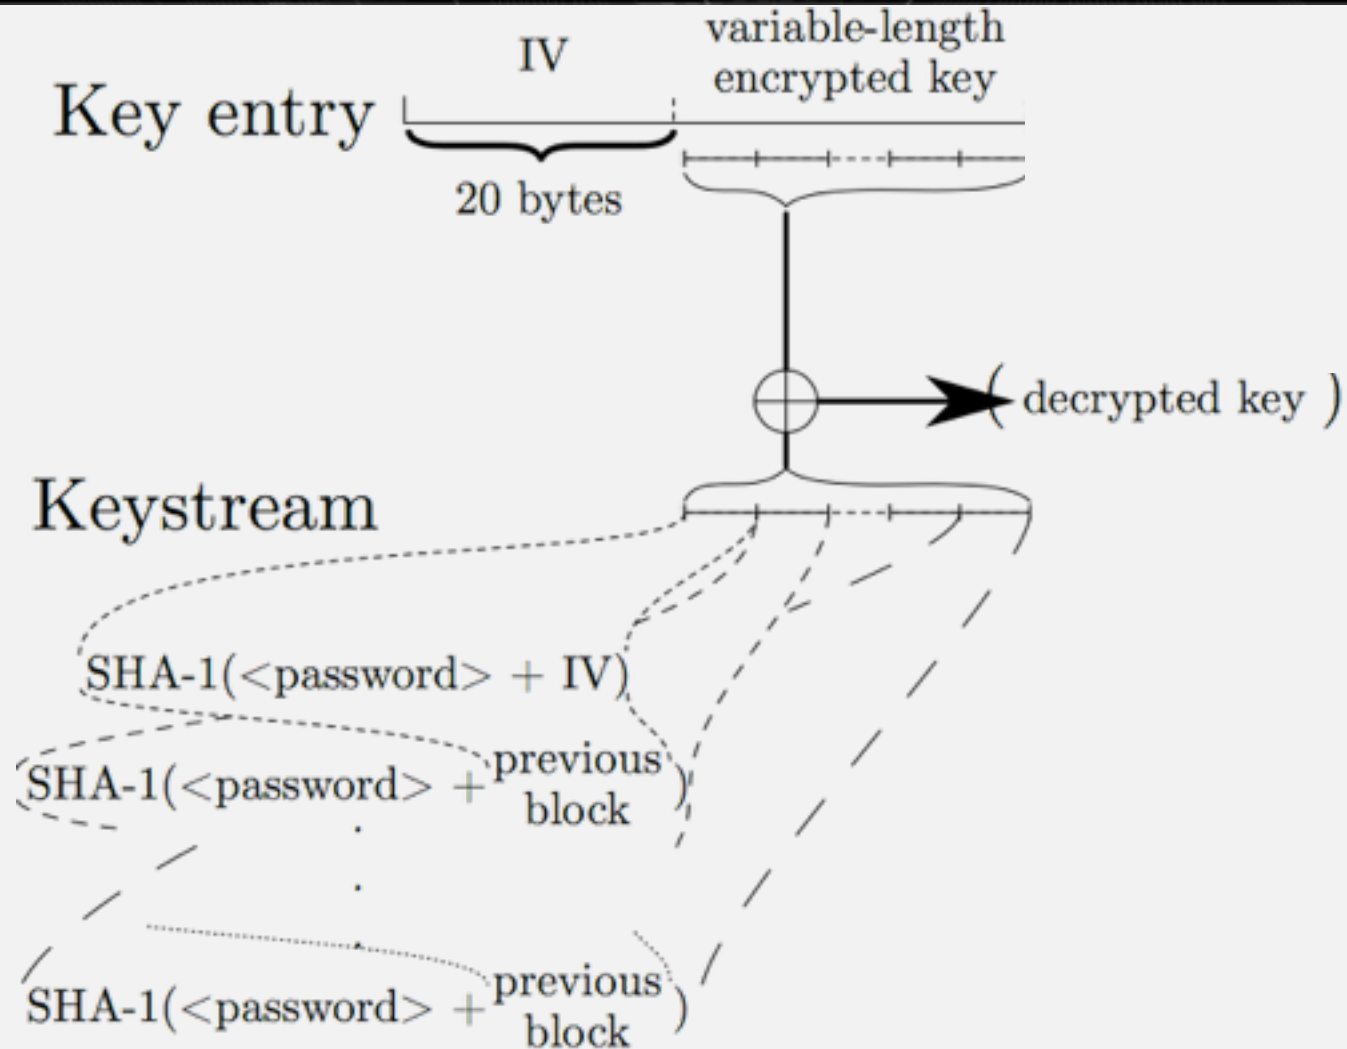 IV
variable-length
encrypted key
Key entry
20 bytes
( decrypted key )
Keystream
SHA-1(<password> + IV)
SHA-1(<password> + previous block )
.
.
.
SHA-1(<password> + previous block )